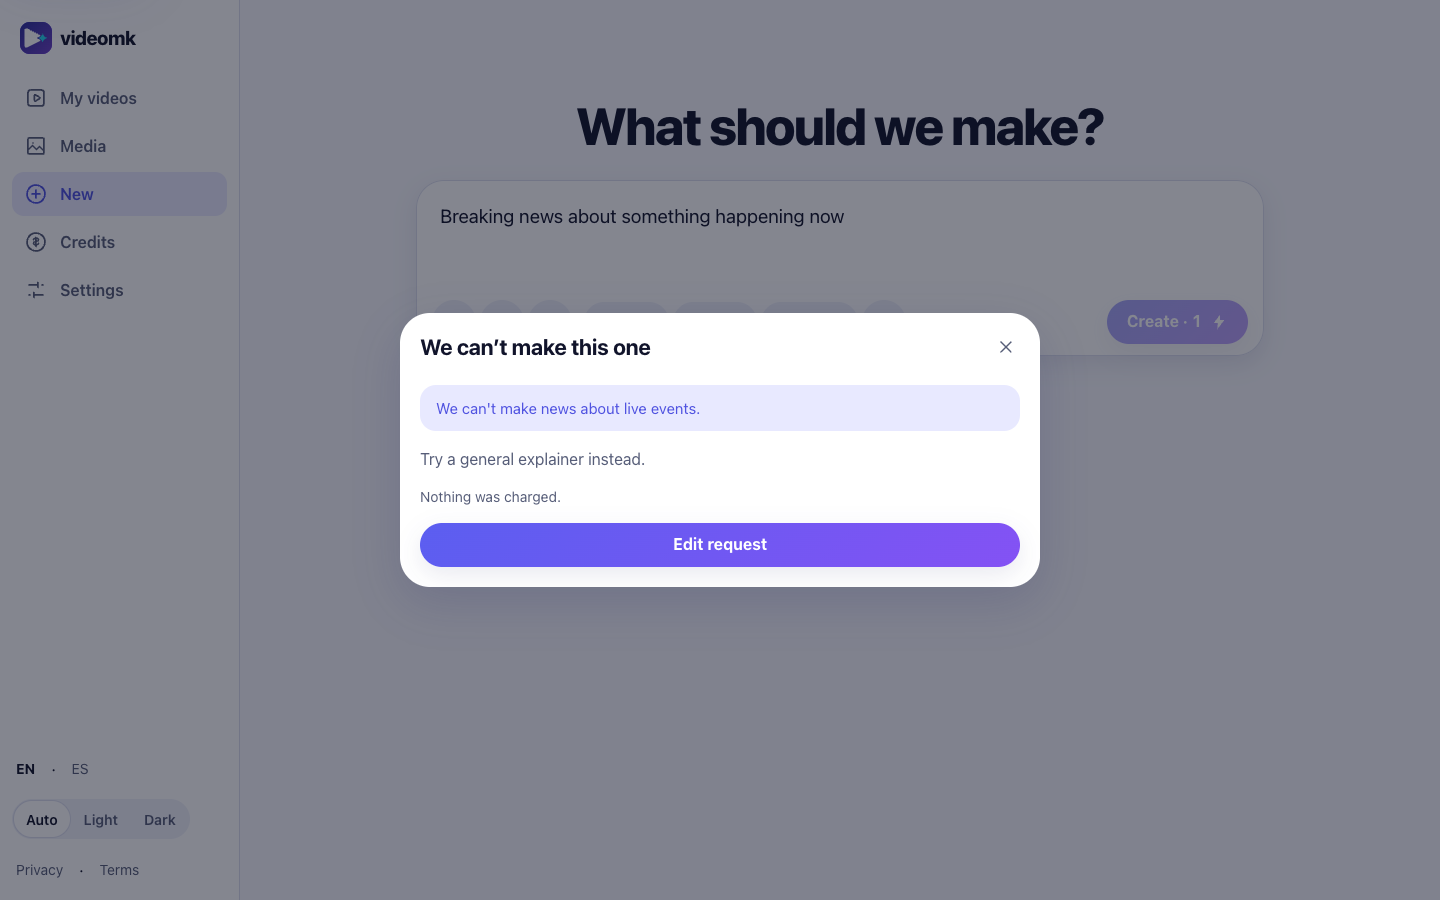 videomk
My videos
Media
New
Credits
Settings
EN · ES
Auto Light Dark
Privacy · Terms
What should we make?
Breaking news about something happening now
Create · 1
We can’t make this one
We can't make news about live events.
Try a general explainer instead.
Nothing was charged.
Edit request